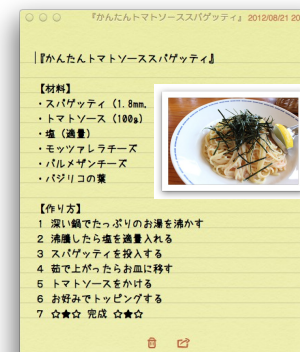 『かんたんトマトソーススパゲッティ』 2012/08/21 20
『かんたんトマトソーススパゲッティ』
【材料】
・スパゲッティ (1.8mm,
・トマトソース (100g)
・塩 (適量)
・モッツァレラチーズ
・パルメザンチーズ
・バジリコの葉
【作り方】
1 深い鍋でたっぷりのお湯を沸かす
2 沸騰したら塩を適量入れる
3 スパゲッティを投入する
4 茹で上がったらお皿に移す
5 トマトソースをかける
6 お好みでトッピングする
7 ☆★☆ 完成 ☆★☆